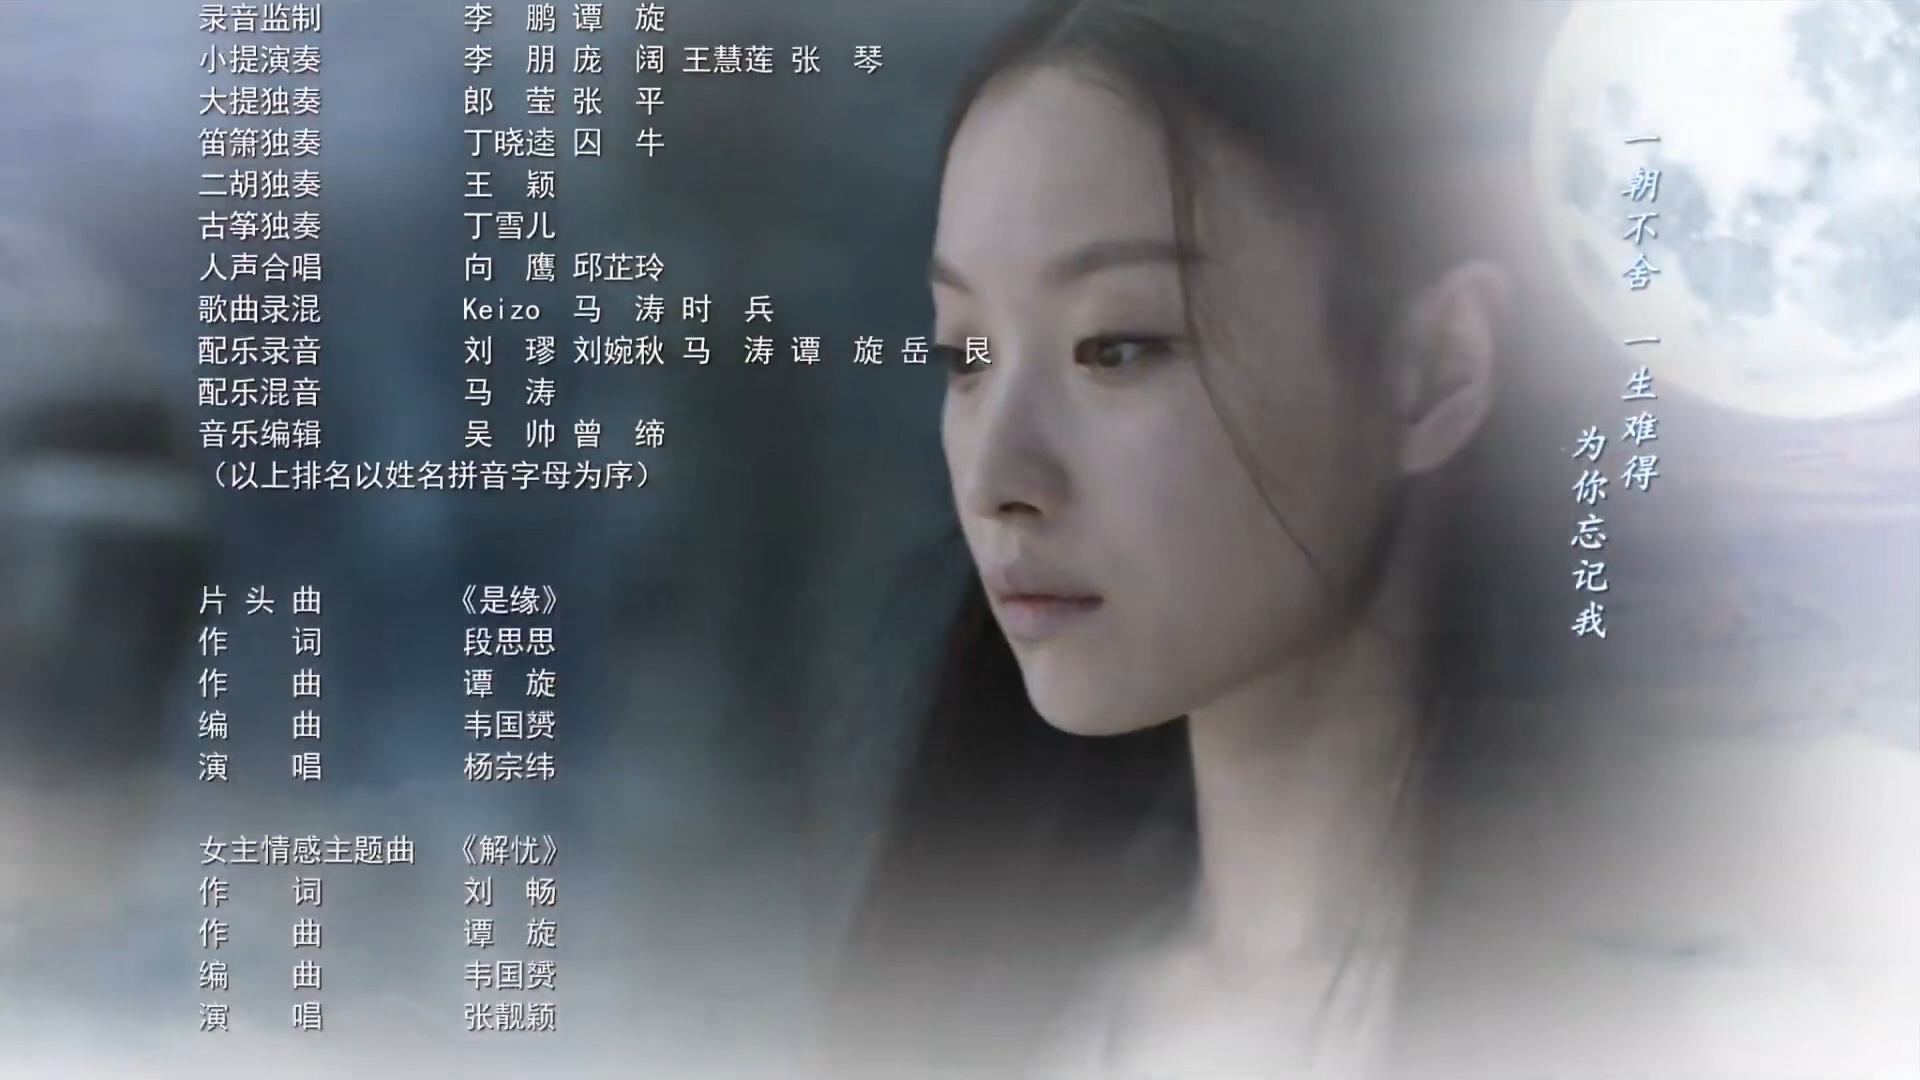 录音监制 李 鹏 谭 旋
小提演奏 李 朋 庞 阔 王慧莲 张 琴
大提独奏 郎 莹 张 平
笛箫独奏 丁晓逵 囚 牛
二胡独奏 王 颖
古筝独奏 丁雪儿
人声合唱 向 鹰 邱芷玲
歌曲录混 Keizo 马 涛 时 兵
配乐录音 刘 璆 刘婉秋 马 涛 谭 旋 岳 艮
配乐混音 马 涛
音乐编辑 吴 帅 曾 缔
（以上排名以姓名拼音字母为序）
片 头 曲 《是缘》
作 词 段思思
作 曲 谭 旋
编 曲 韦国赟
演 唱 杨宗纬
女主情感主题曲 《解忧》
作 词 刘 畅
作 曲 谭 旋
编 曲 韦国赟
演 唱 张靓颖
一朝不舍 一生难得
为你忘记我